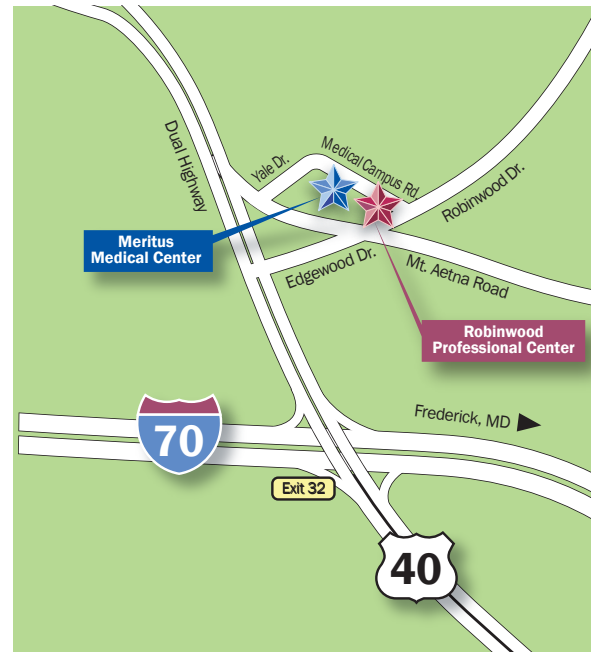 Dual Highway
Yale Dr.
Medical Campus Rd.
Robinwood Dr.
Meritus
Medical Center
Edgewood Dr.
Mt. Aetna Road
Robinwood
Professional Center
Frederick, MD
70
Exit 32
40